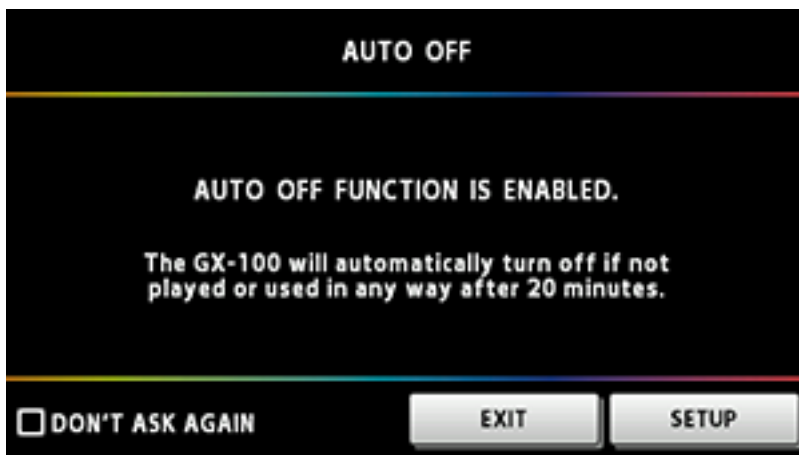 AUTO OFF
AUTO OFF FUNCTION IS ENABLED.
The GX-100 will automatically turn off if not
played or used in any way after 20 minutes.
DON'T ASK AGAIN
EXIT
SETUP